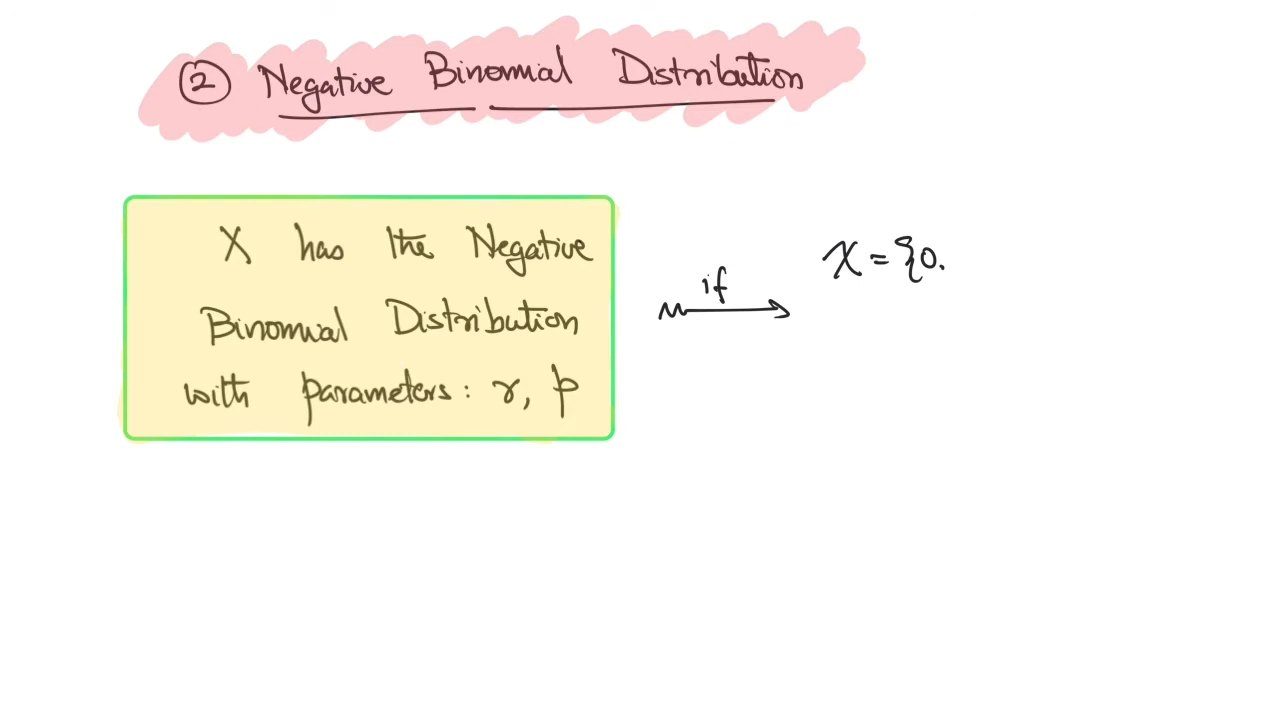 ② Negative Binomial Distribution
X has the Negative
Binomial Distribution
with parameters: r, p
if
X = {0.